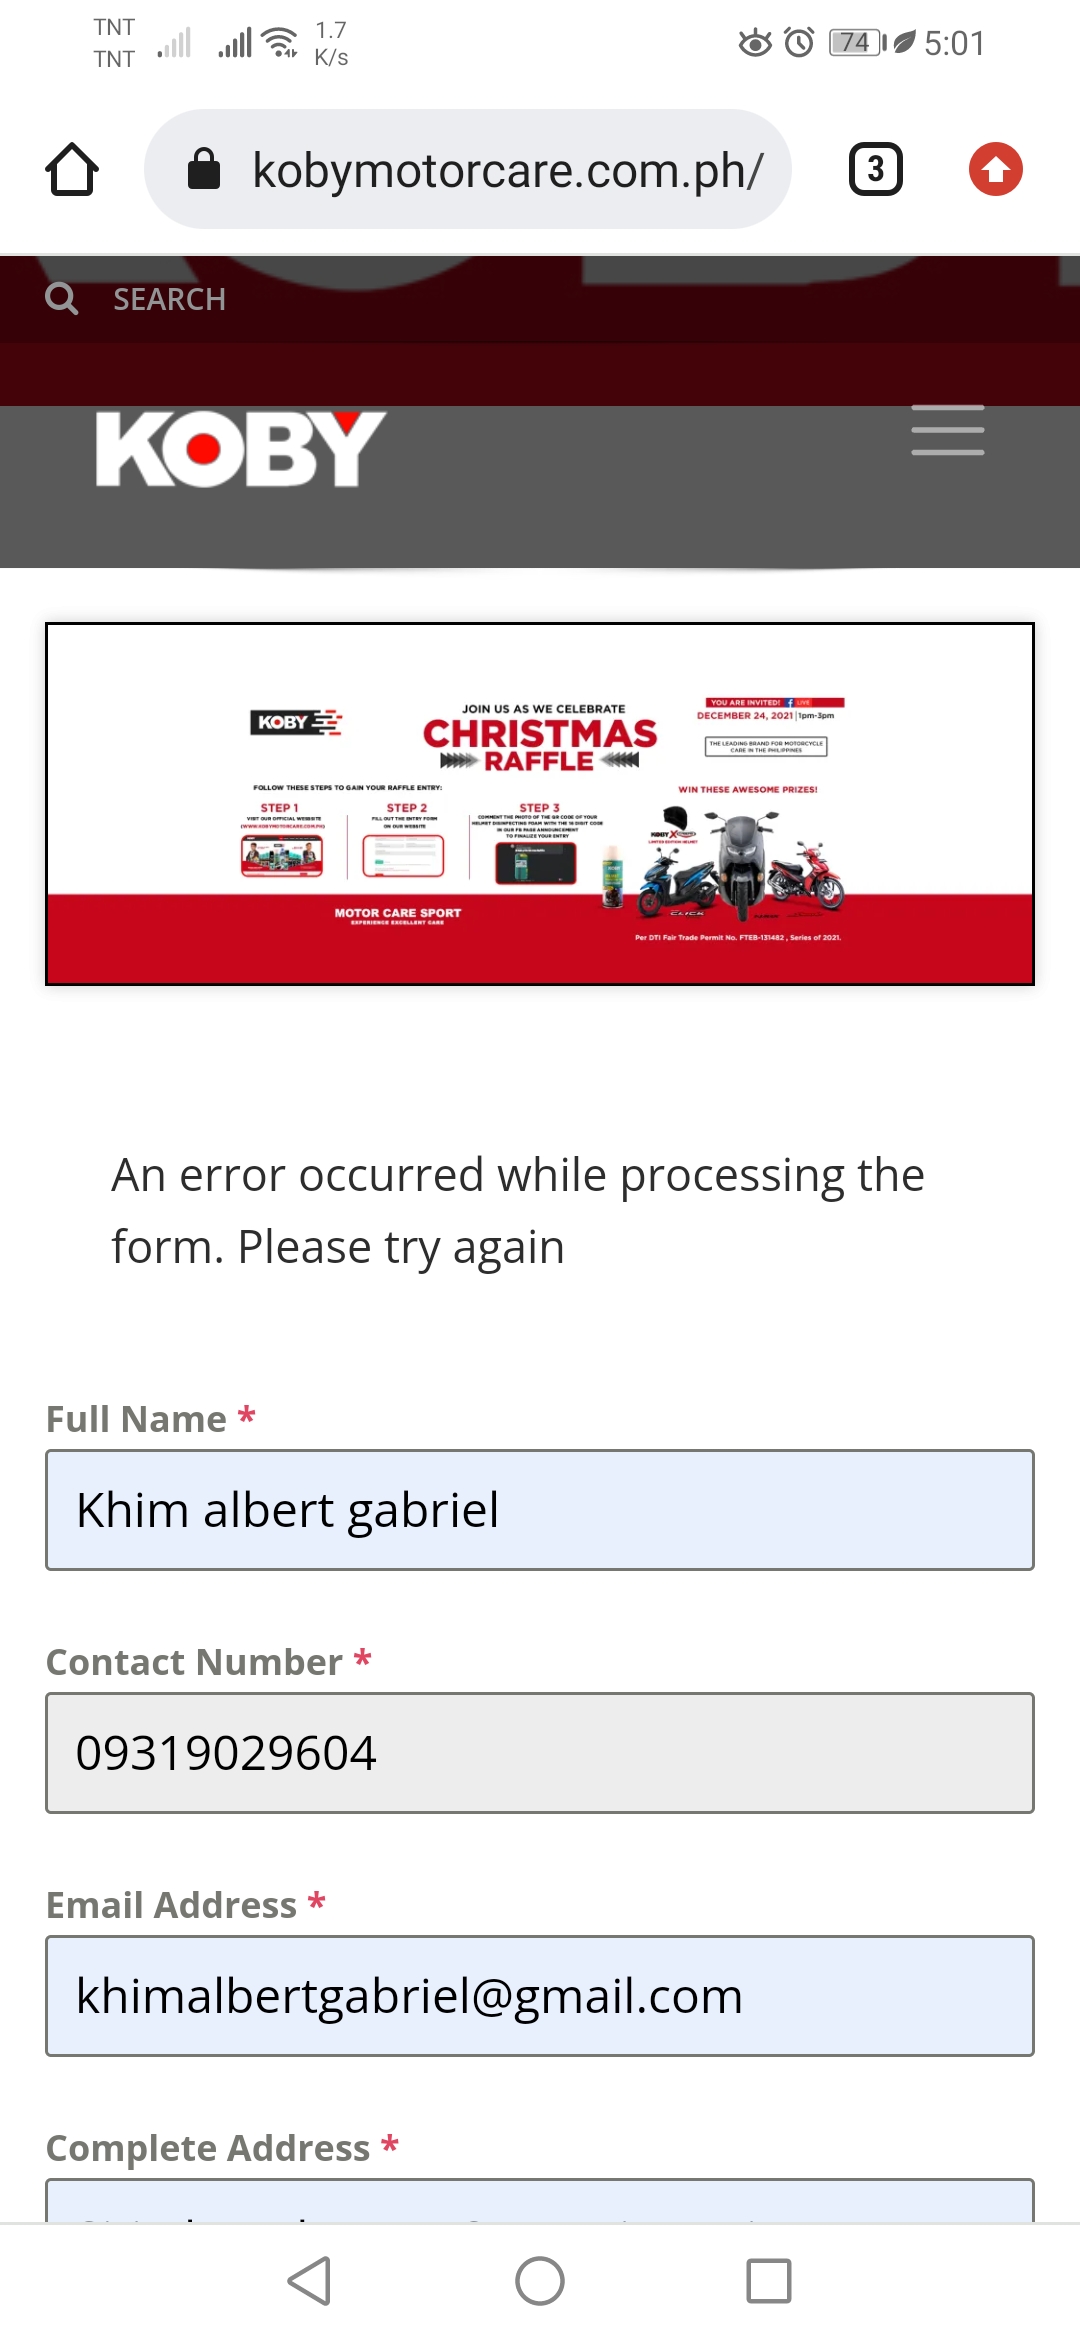 TNT
TNT
1.7
K/s
74
5:01
kobymotorcare.com.ph/
3
SEARCH
KOBY
KOBY
JOIN US AS WE CELEBRATE
CHRISTMAS
RAFFLE
YOU ARE INVITED! f LIVE
DECEMBER 24, 2021 | 1pm-3pm
THE LEADING BRAND FOR MOTORCYCLE
CARE IN THE PHILIPPINES
FOLLOW THESE STEPS TO GAIN YOUR RAFFLE ENTRY:
STEP 1
VISIT OUR OFFICIAL WEBSITE
(WWW.KOBYMOTORCARE.COM.PH)
STEP 2
FILL OUT THE ENTRY FORM
ON OUR WEBSITE
STEP 3
COMMENT THE PHOTO OF THE QR CODE OF YOUR
HELMET DISINFECTING FOAM WITH THE 16 DIGIT CODE
IN OUR FB PAGE ANNOUNCEMENT
TO FINALIZE YOUR ENTRY
WIN THESE AWESOME PRIZES!
KOBY
LIMITED EDITION HELMET
CLICK
MOTOR CARE SPORT
EXPERIENCE EXCELLENT CARE
Per DTI Fair Trade Permit No. FTEB-131482 , Series of 2021.
An error occurred while processing the
form. Please try again
Full Name *
Khim albert gabriel
Contact Number *
09319029604
Email Address *
khimalbertgabriel@gmail.com
Complete Address *